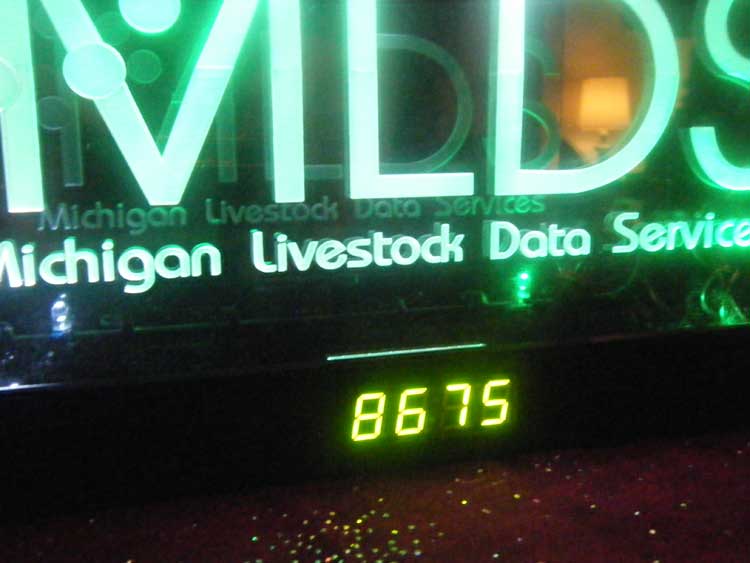 MLDS
Michigan Livestock Data Services
Michigan Livestock Data Service
8675